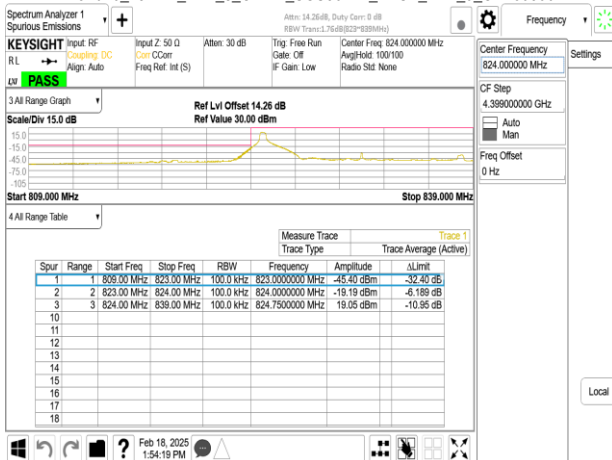 Spectrum Analyzer 1
Spurious Emissions
Attn: 14.26dB, Duty Corr: 0 dB
RBW Trans:1.76dB(823~839MHz)
Frequency
KEYSIGHT
RL
LXI
PASS
Input: RF
Coupling: DC
Align: Auto
Input Z: 50 Ω
Corr CCorr
Freq Ref: Int (S)
Atten: 30 dB
Trig: Free Run
Gate: Off
IF Gain: Low
Center Freq: 824.000000 MHz
Avg|Hold: 100/100
Radio Std: None
Center Frequency
824.000000 MHz
Settings
CF Step
4.399000000 GHz
Auto
Man
Freq Offset
0 Hz
Local
3 All Range Graph
Scale/Div 15.0 dB
Ref Lvl Offset 14.26 dB
Ref Value 30.00 dBm
15.0
-15.0
-45.0
-75.0
-105
Start 809.000 MHz
Stop 839.000 MHz
4 All Range Table
Measure Trace Trace 1
Trace Type Trace Average (Active)
Spur Range Start Freq Stop Freq RBW Frequency Amplitude ΔLimit
1 1 809.00 MHz 823.00 MHz 100.0 kHz 823.0000000 MHz -45.40 dBm -32.40 dB
2 2 823.00 MHz 824.00 MHz 100.0 kHz 824.0000000 MHz -19.19 dBm -6.189 dB
3 3 824.00 MHz 839.00 MHz 100.0 kHz 824.7500000 MHz 19.05 dBm -10.95 dB
10
11
12
13
14
15
16
17
18
Feb 18, 2025
1:54:19 PM